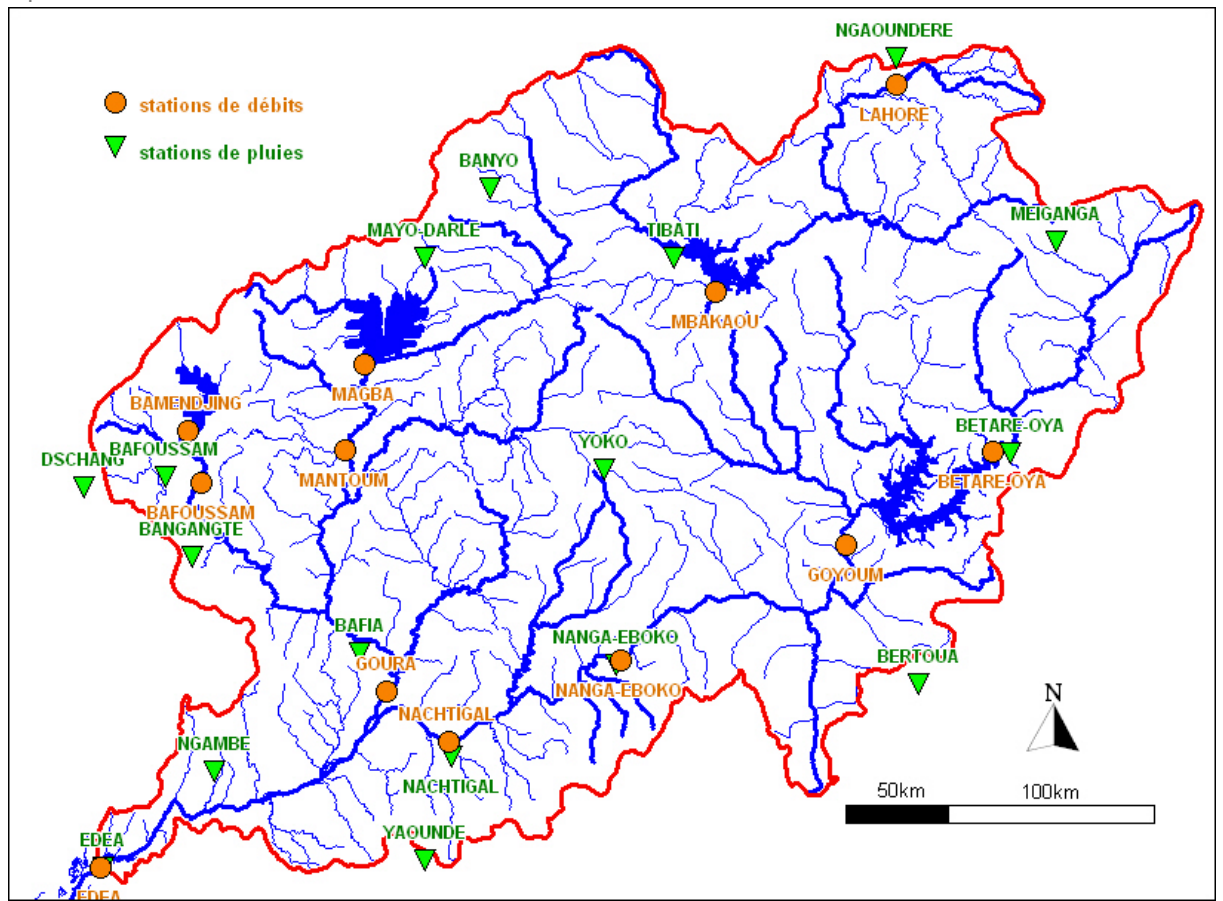 NGAOUNDERE
stations de débits
LAHORE
stations de pluies
BANYO
MEIGANGA
MAYO-DARLE
TIBATI
MBAKAOU
MAGBA
BAMENDJING
BETARE-OYA
BAFOUSSAM
YOKO
DSCHANG
MANTOUM
BETARE-OYA
BAFOUSSAM
BANGANGTE
GOYOUM
BAFIA
NANGA-EBOKO
GOURA
BERTOUA
NANGA-EBOKO
N
NACHTIGAL
NGAMBE
NACHTIGAL
50km
100km
EDEA
YAOUNDE
EDEA